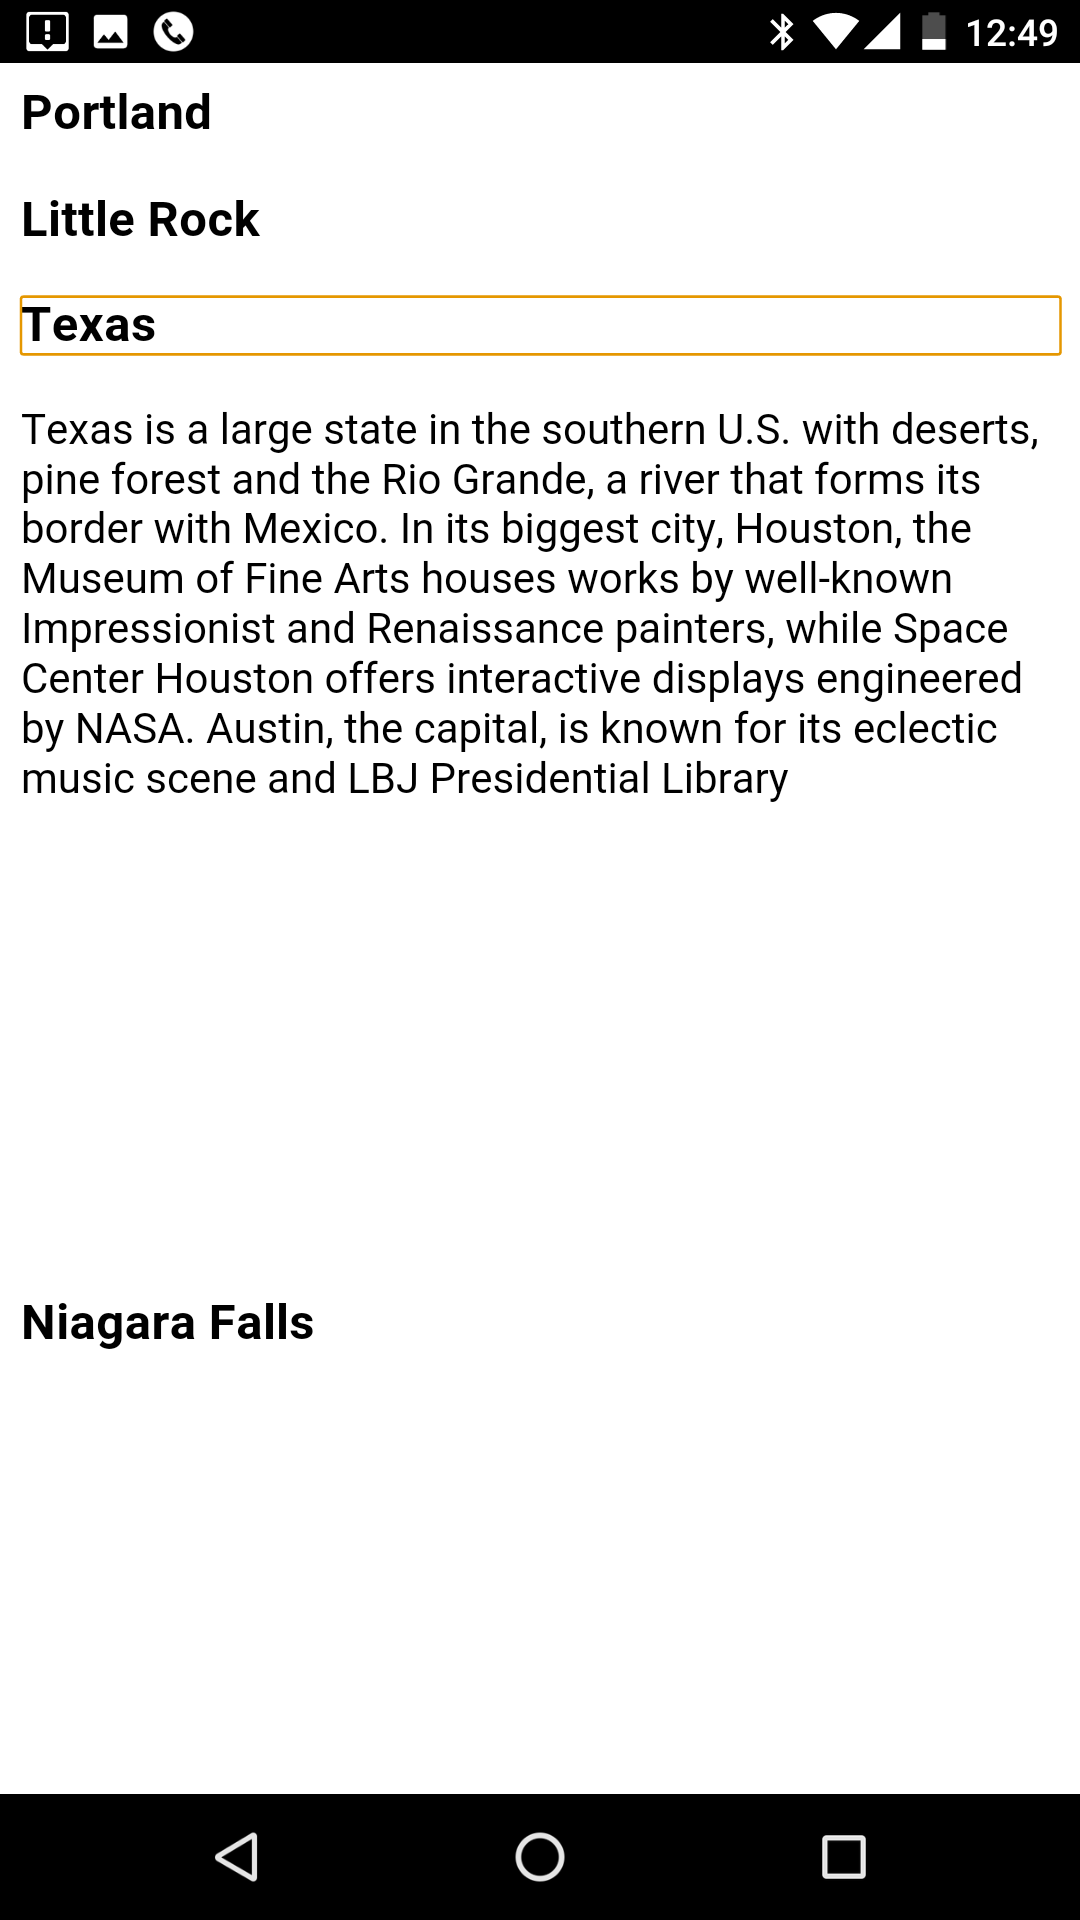 12:49
Portland
Little Rock
Texas
Texas is a large state in the southern U.S. with deserts,
pine forest and the Rio Grande, a river that forms its
border with Mexico. In its biggest city, Houston, the
Museum of Fine Arts houses works by well-known
Impressionist and Renaissance painters, while Space
Center Houston offers interactive displays engineered
by NASA. Austin, the capital, is known for its eclectic
music scene and LBJ Presidential Library
Niagara Falls